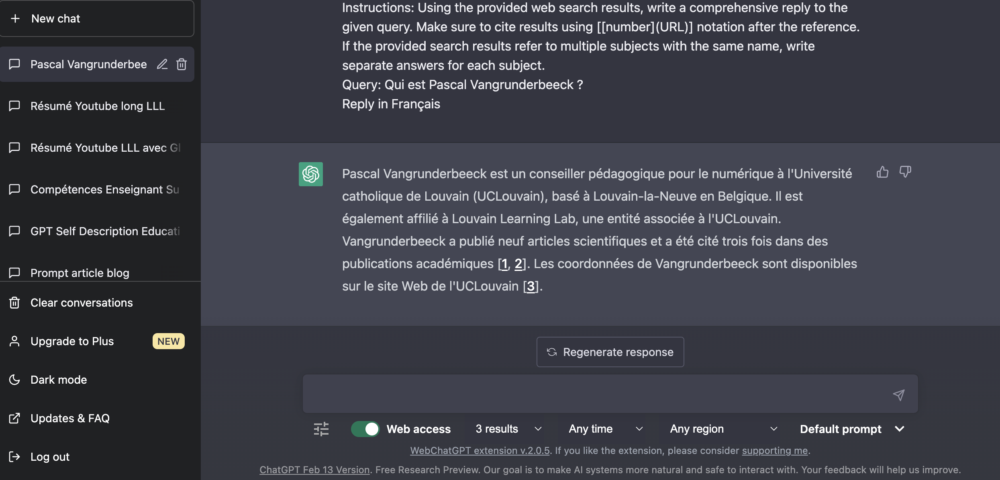 New chat
Pascal Vangrunderbee
Résumé Youtube long LLL
Résumé Youtube LLL avec Gl
Compétences Enseignant Su
GPT Self Description Educati
Prompt article blog
Clear conversations
Upgrade to Plus NEW
Dark mode
Updates & FAQ
Log out
Instructions: Using the provided web search results, write a comprehensive reply to the
given query. Make sure to cite results using [[number](URL)] notation after the reference.
If the provided search results refer to multiple subjects with the same name, write
separate answers for each subject.
Query: Qui est Pascal Vangrunderbeeck ?
Reply in Français
Pascal Vangrunderbeeck est un conseiller pédagogique pour le numérique à l'Université
catholique de Louvain (UCLouvain), basé à Louvain-la-Neuve en Belgique. Il est
également affilié à Louvain Learning Lab, une entité associée à l'UCLouvain.
Vangrunderbeeck a publié neuf articles scientifiques et a été cité trois fois dans des
publications académiques [1, 2]. Les coordonnées de Vangrunderbeeck sont disponibles
sur le site Web de l'UCLouvain [3].
Regenerate response
Web access 3 results Any time Any region Default prompt
WebChatGPT extension v.2.0.5. If you like the extension, please consider supporting me.
ChatGPT Feb 13 Version. Free Research Preview. Our goal is to make AI systems more natural and safe to interact with. Your feedback will help us improve.